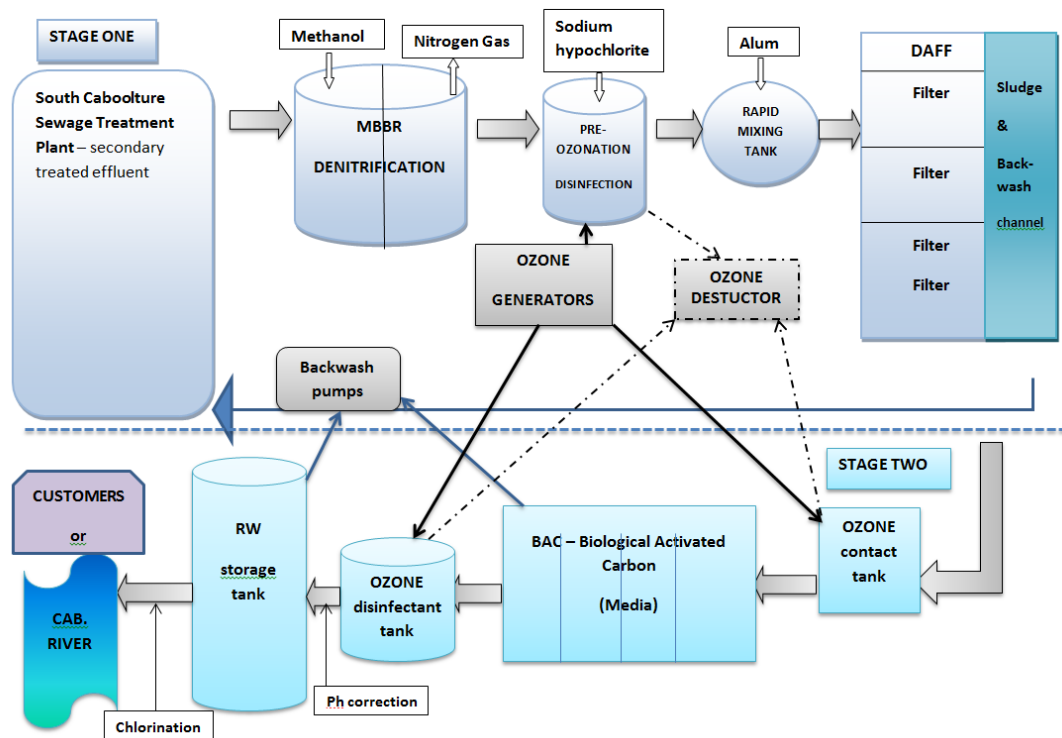 STAGE ONE
South Caboolture
Sewage Treatment
Plant – secondary
treated effluent
Methanol
Nitrogen Gas
MBBR
DENITRIFICATION
Sodium
hypochlorite
PRE-
OZONATION
DISINFECTION
Alum
RAPID
MIXING
TANK
DAFF
Filter
Filter
Filter
Filter
Sludge
&
Back-
wash
channel
OZONE
GENERATORS
OZONE
DESTUCTOR
Backwash
pumps
STAGE TWO
OZONE
contact
tank
BAC – Biological Activated
Carbon
(Media)
OZONE
disinfectant
tank
Ph correction
RW
storage
tank
Chlorination
CUSTOMERS
or
CAB.
RIVER